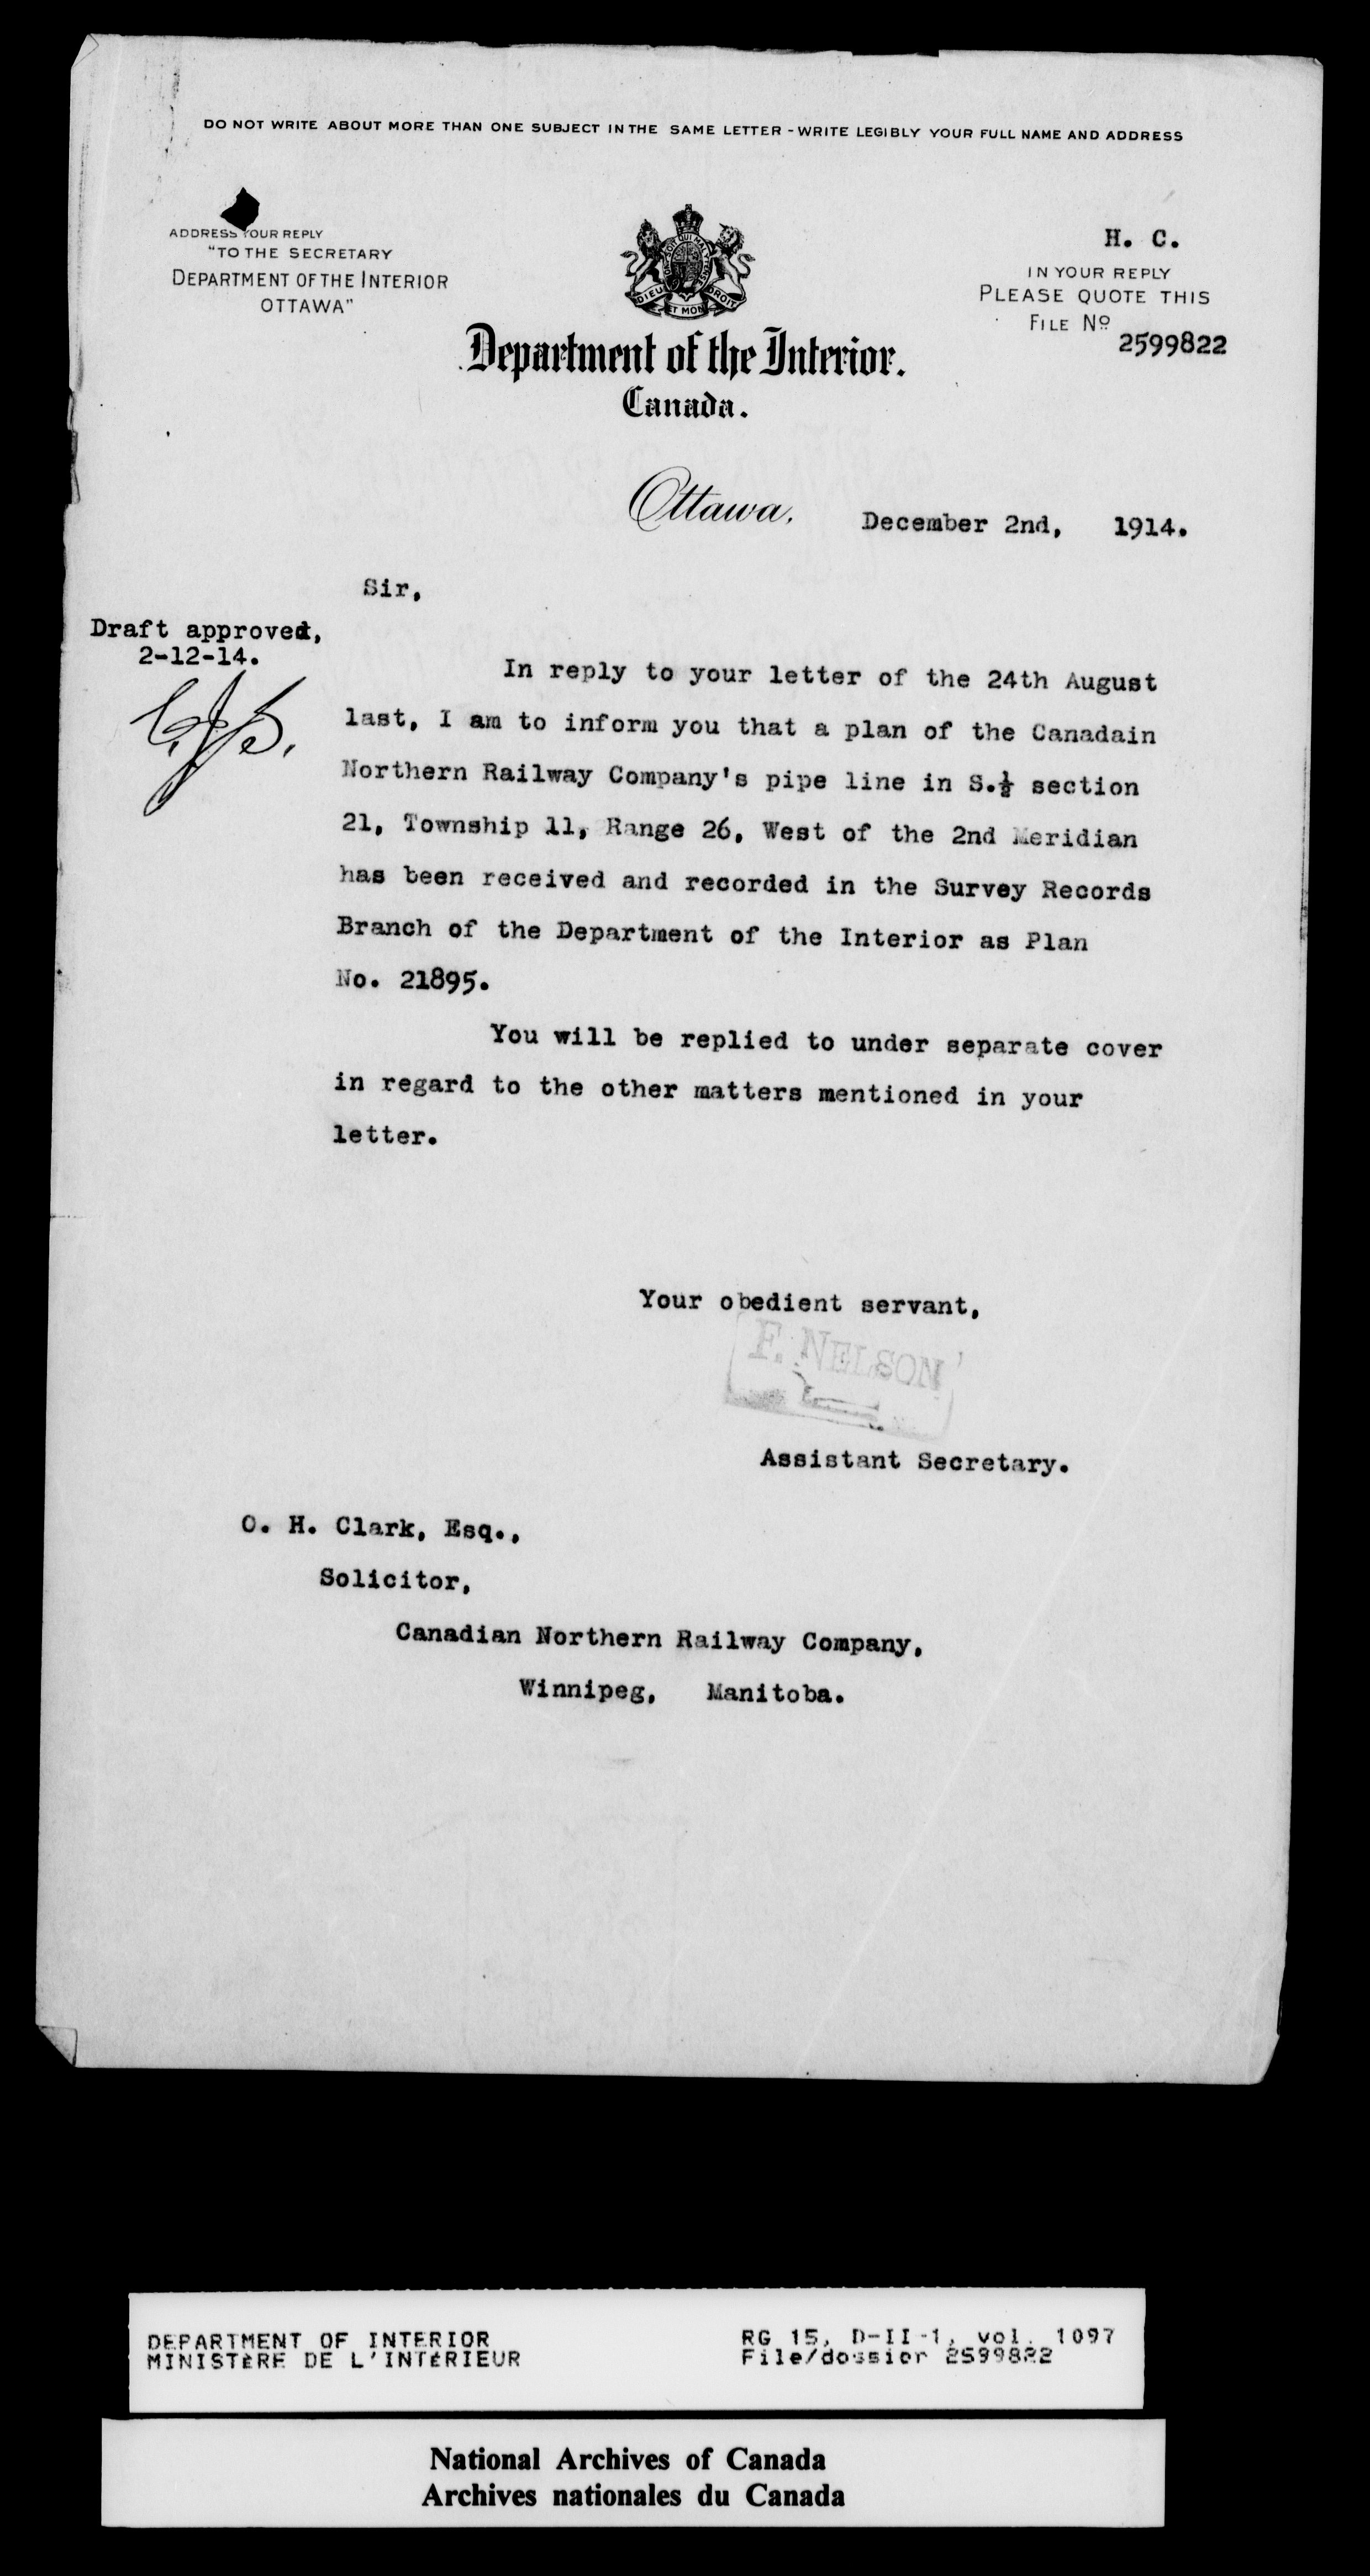 DO NOT WRITE ABOUT MORE THAN ONE SUBJECT IN THE SAME LETTER - WRITE LEGIBLY YOUR FULL NAME AND ADDRESS
ADDRESS YOUR REPLY
"TO THE SECRETARY
DEPARTMENT OF THE INTERIOR
OTTAWA"
H. C.
IN YOUR REPLY
PLEASE QUOTE THIS
FILE No
2599822
DIEU ET MON DROIT
Department of the Interior.
Canada.
Ottawa, December 2nd, 1914.
Sir,
Draft approved,
2-12-14.
In reply to your letter of the 24th August
last, I am to inform you that a plan of the Canadain
Northern Railway Company's pipe line in S.½ section
21, Township 11, Range 26, West of the 2nd Meridian
has been received and recorded in the Survey Records
Branch of the Department of the Interior as Plan
No. 21895.
You will be replied to under separate cover
in regard to the other matters mentioned in your
letter.
Your obedient servant,
F. NELSON
Assistant Secretary.
O. H. Clark, Esq.,
Solicitor,
Canadian Northern Railway Company,
Winnipeg, Manitoba.
DEPARTMENT OF INTERIOR
MINISTÈRE DE L'INTÉRIEUR
RG 15, D-II-1, vol. 1097
File/dossier 2599822
National Archives of Canada
Archives nationales du Canada